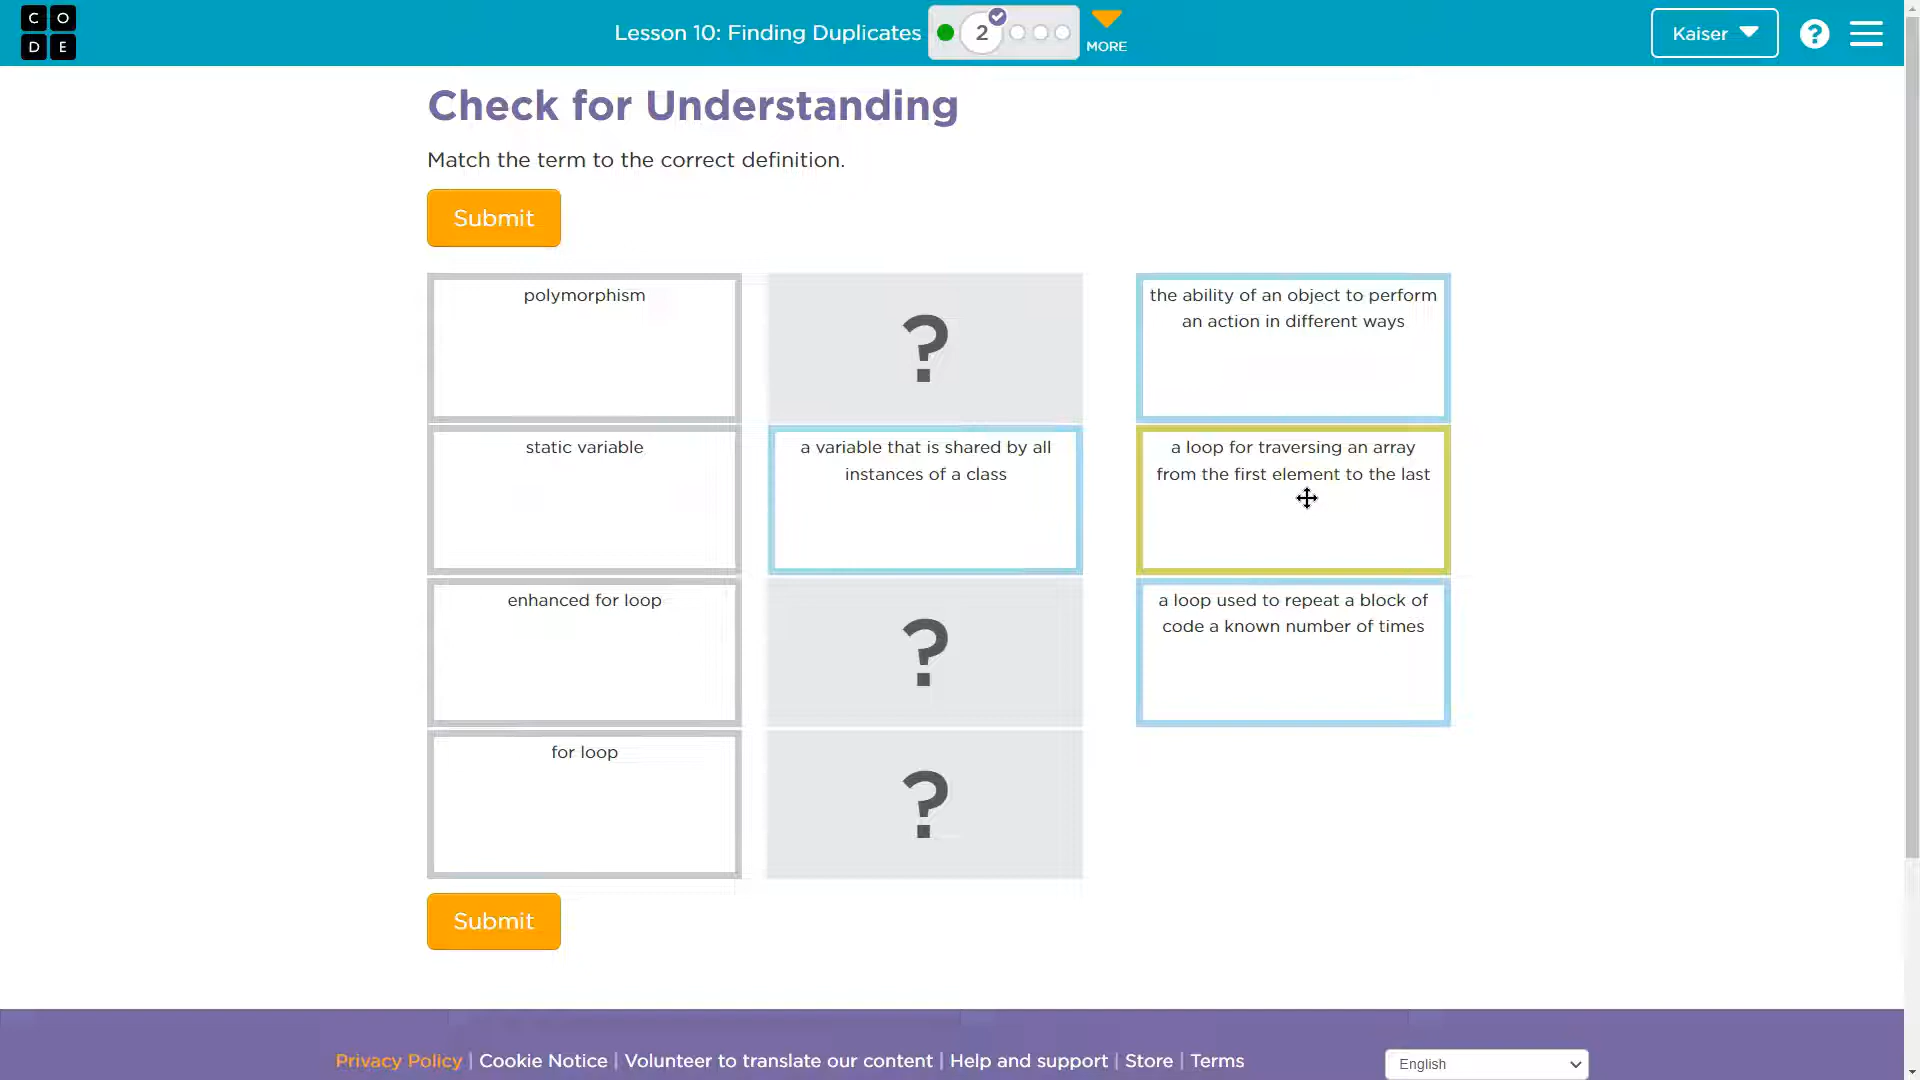 CODE
Lesson 10: Finding Duplicates
2
MORE
Kaiser
?
Check for Understanding
Match the term to the correct definition.
Submit
polymorphism
?
the ability of an object to perform
an action in different ways
static variable
a variable that is shared by all
instances of a class
a loop for traversing an array
from the first element to the last
enhanced for loop
?
a loop used to repeat a block of
code a known number of times
for loop
?
Submit
Privacy Policy | Cookie Notice | Volunteer to translate our content | Help and support | Store | Terms
English